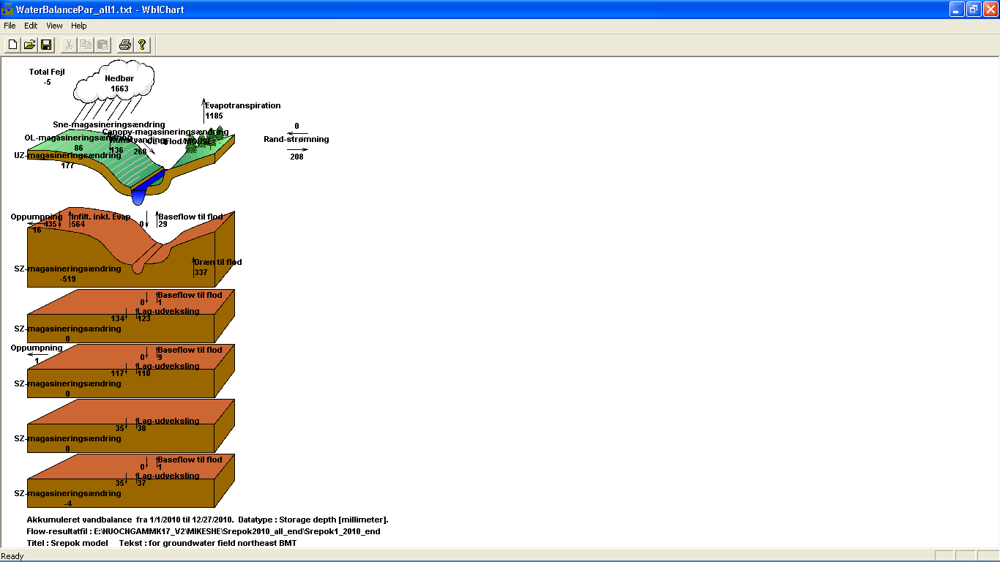 WaterBalancePar_all1.txt - WblChart
File Edit View Help
Total Fejl
-5
Nedbør
1663
Evapotranspiration
1185
0
Rand-strømning
208
Sne-magasineringsændring
Canopy-magasineringsændring
OL-magasineringsændring
86
136
268
UZ-magasineringsændring
177
Oppumpning
16
435
Infilt. inkl. Evap
564
0
Baseflow til flod
29
Dræn til flod
337
SZ-magasineringsændring
-519
Baseflow til flod
0 1
Lag-udveksling
134 123
SZ-magasineringsændring
0
Oppumpning
1
Baseflow til flod
0 9
Lag-udveksling
117 110
SZ-magasineringsændring
0
Lag-udveksling
35 38
SZ-magasineringsændring
0
Baseflow til flod
0 1
Lag-udveksling
35 37
SZ-magasineringsændring
-4
Akkumuleret vandbalance fra 1/1/2010 til 12/27/2010. Datatype : Storage depth [millimeter].
Flow-resultatfil : E:\NUOCNGAMMK17_V2\MIKESHE\Srepok2010_all_end\Srepok1_2010_end
Titel : Srepok model Tekst : for groundwater field northeast BMT
Ready